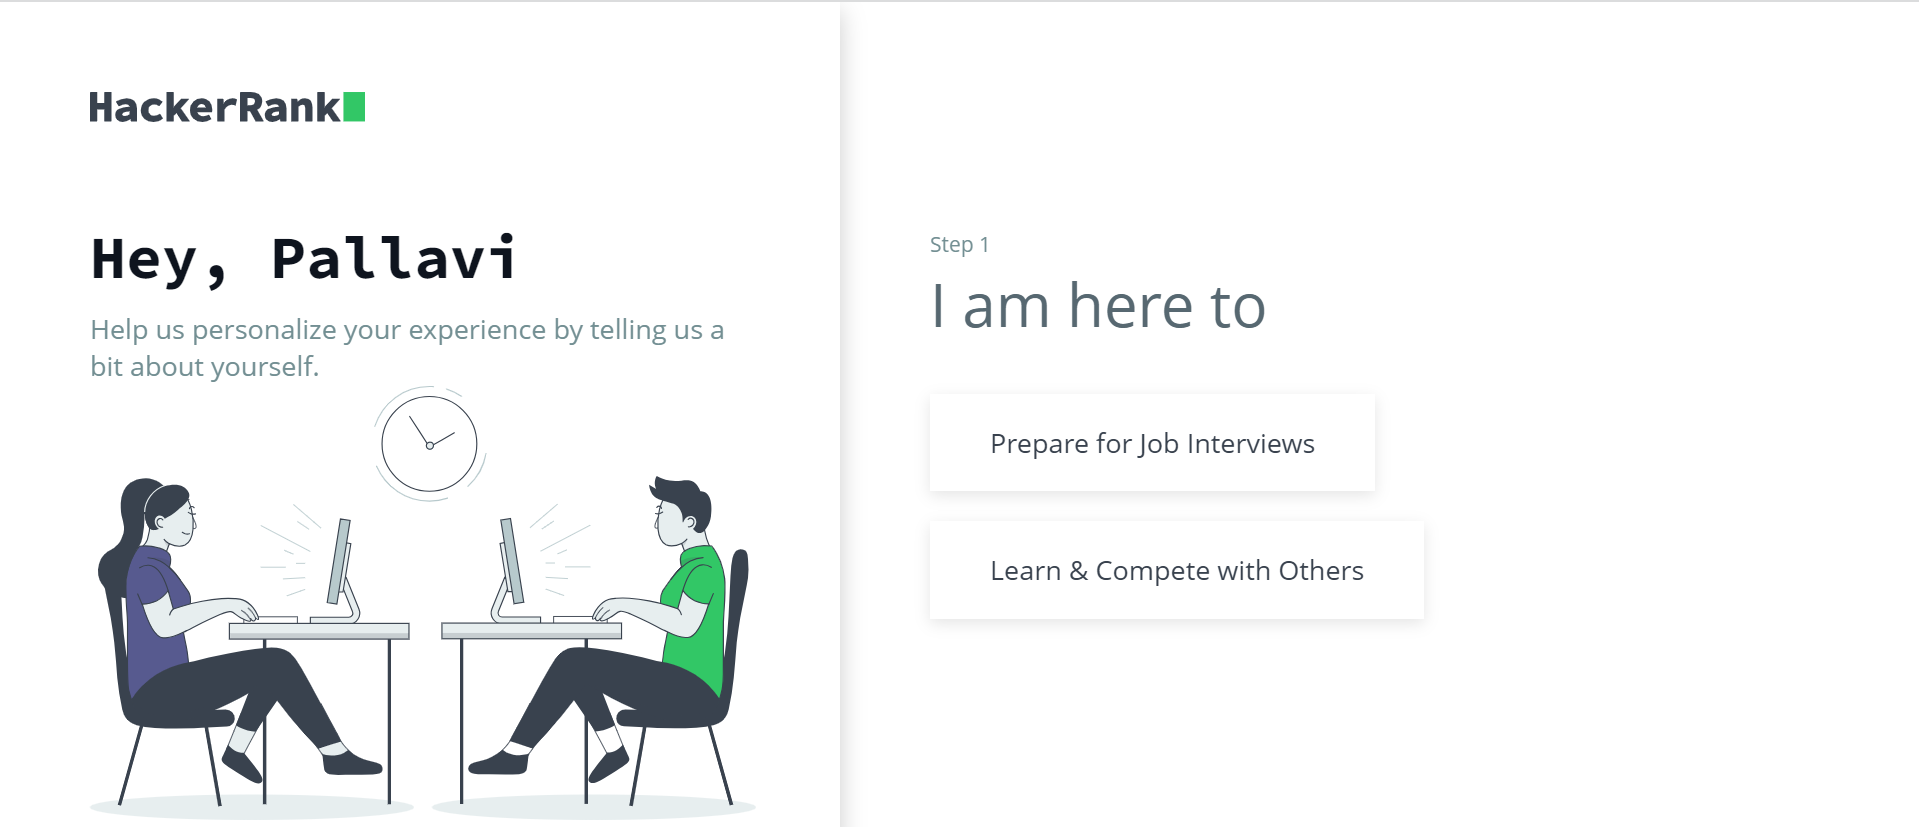 HackerRank
Hey, Pallavi
Help us personalize your experience by telling us a
bit about yourself.
Step 1
I am here to
Prepare for Job Interviews
Learn & Compete with Others